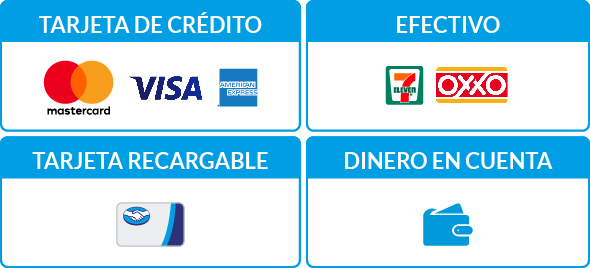 TARJETA DE CRÉDITO
EFECTIVO
mastercard
VISA
AMERICAN
EXPRESS
7
ELEVEN
OXXO
TARJETA RECARGABLE
DINERO EN CUENTA